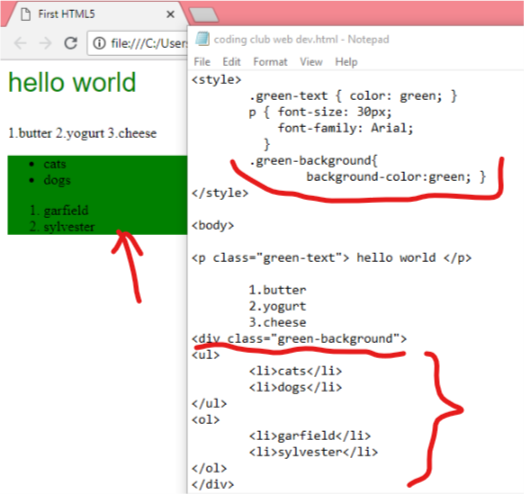 First HTML5
file:///C:/Users
hello world
1.butter 2.yogurt 3.cheese
cats
dogs
1. garfield
2. sylvester
coding club web dev.html - Notepad
File Edit Format View Help
<style>
.green-text { color: green; }
p { font-size: 30px;
font-family: Arial;
}
.green-background{
background-color:green; }
</style>
<body>
<p class="green-text"> hello world </p>
1.butter
2.yogurt
3.cheese
<div class="green-background">
<ul>
<li>cats</li>
<li>dogs</li>
</ul>
<ol>
<li>garfield</li>
<li>sylvester</li>
</ol>
</div>